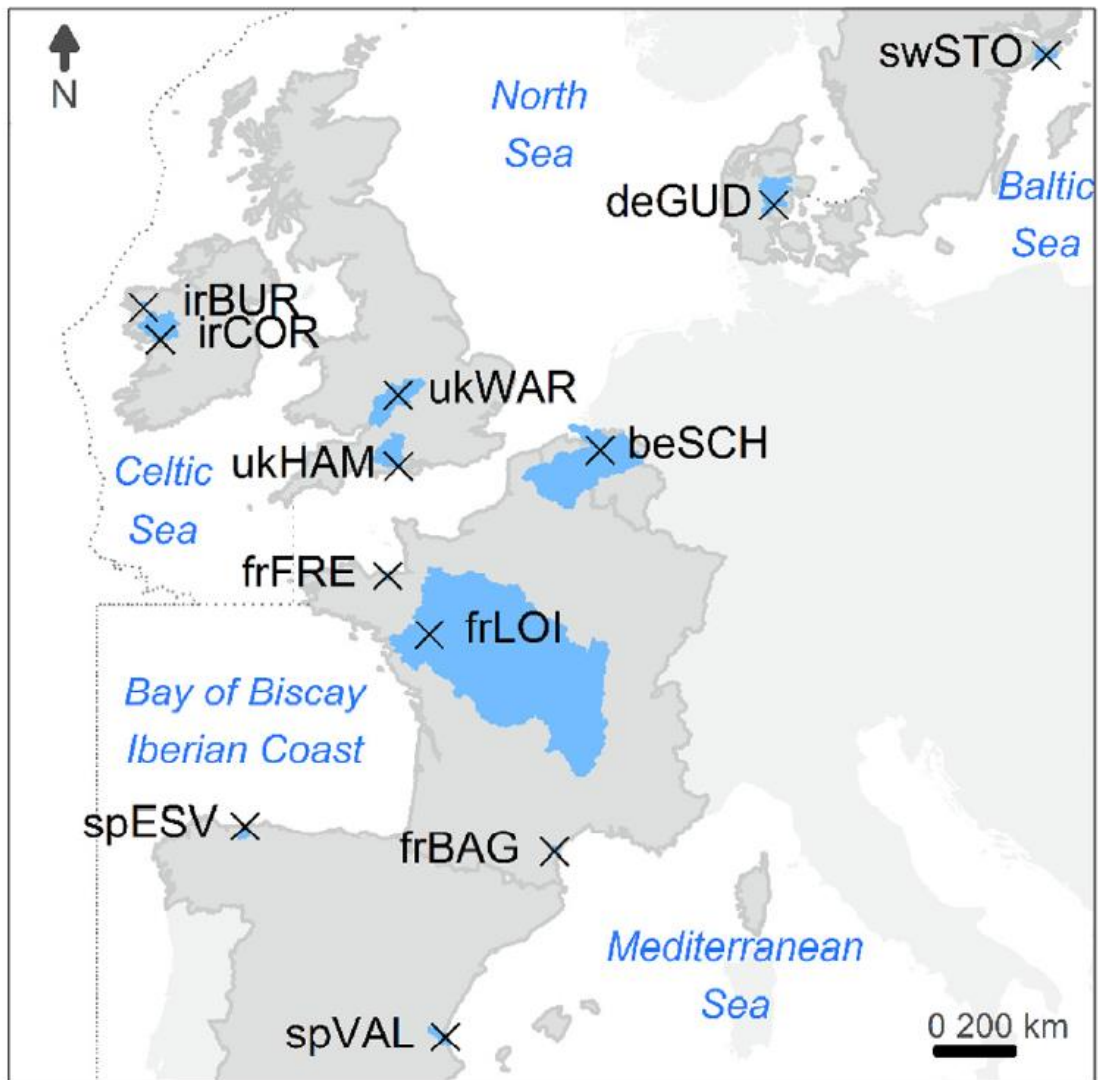 swSTO
N
North
Sea
deGUD
Baltic
Sea
irBUR
irCOR
ukWAR
beSCH
ukHAM
Celtic
Sea
frFRE
frLOI
Bay of Biscay
Iberian Coast
spESV
frBAG
Mediterranean
Sea
spVAL
0 200 km